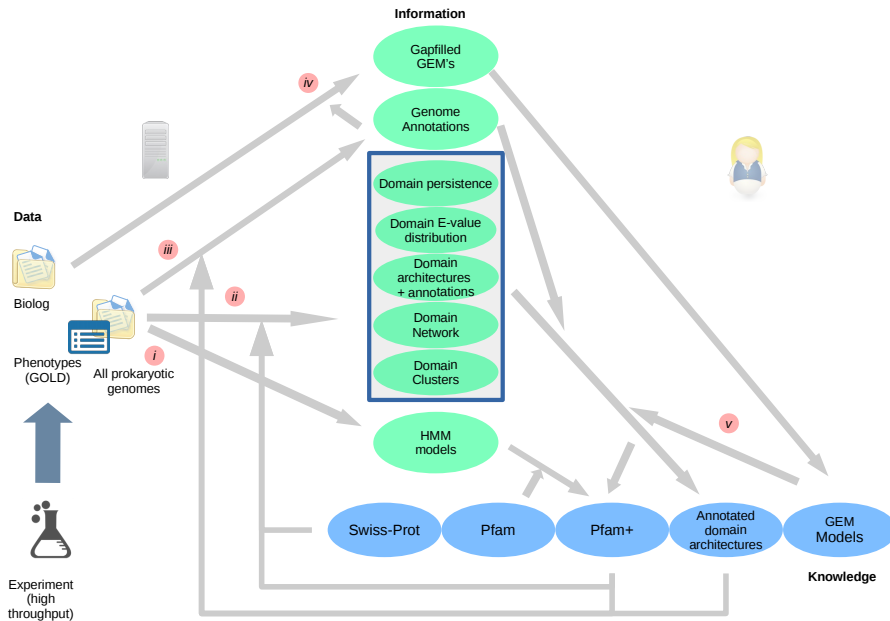 Information
Gapfilled
GEM's
iv
Genome
Annotations
Domain persistence
Data
Domain E-value
distribution
iii
Domain
architectures
+ annotations
ii
Biolog
Domain
Network
i
Phenotypes
(GOLD)
All prokaryotic
genomes
Domain
Clusters
HMM
models
v
Swiss-Prot
Pfam
Pfam+
Annotated
domain
architectures
GEM
Models
Knowledge
Experiment
(high
throughput)